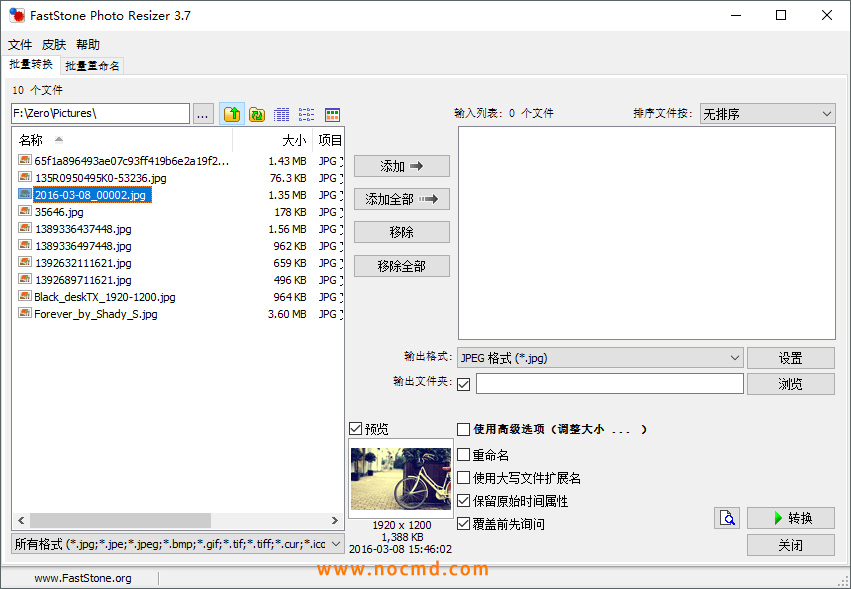 FastStone Photo Resizer 3.7
文件 皮肤 帮助
批量转换 批量重命名
10 个文件
F:\Zero\Pictures\ ... 输入列表: 0 个文件 排序文件按: 无排序
名称 大小 项目
65f1a896493ae07c93ff419b6e2a19f2... 1.43 MB JPG
135R0950495K0-53236.jpg 76.3 KB JPG
2016-03-08_00002.jpg 1.35 MB JPG
35646.jpg 178 KB JPG
1389336437448.jpg 1.56 MB JPG
1389336497448.jpg 962 KB JPG
1392632111621.jpg 659 KB JPG
1392689711621.jpg 496 KB JPG
Black_deskTX_1920-1200.jpg 964 KB JPG
Forever_by_Shady_S.jpg 3.60 MB JPG
添加
添加全部
移除
移除全部
输出格式: JPEG 格式 (*.jpg) 设置
输出文件夹: 浏览
预览
使用高级选项 (调整大小 ... )
重命名
使用大写文件扩展名
保留原始时间属性
覆盖前先询问
1920 x 1200
1,388 KB
2016-03-08 15:46:02
转换
关闭
所有格式 (*.jpg;*.jpe;*.jpeg;*.bmp;*.gif;*.tif;*.tiff;*.cur;*.ico
www.nocmd.com
www.FastStone.org